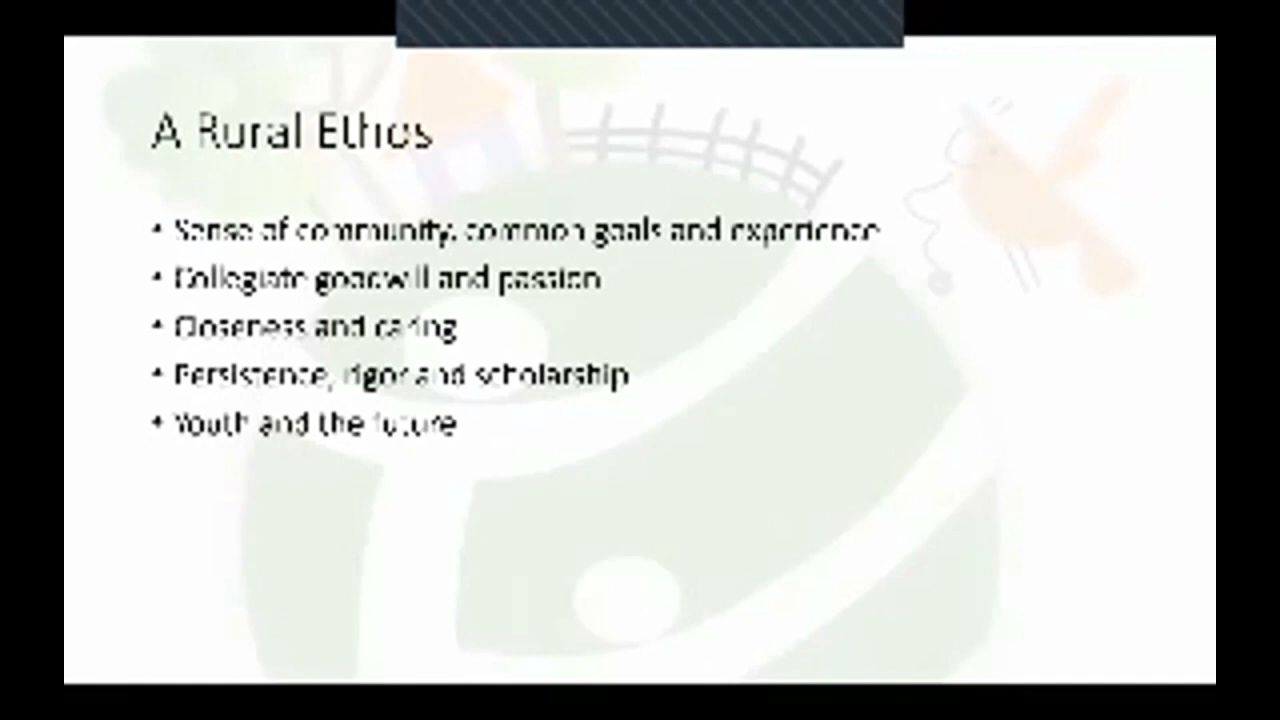 A Rural Ethos
• Sense of community, common goals and experience
• Collegiate goodwill and passion
• Closeness and caring
• Persistence, rigor and scholarship
• Youth and the future